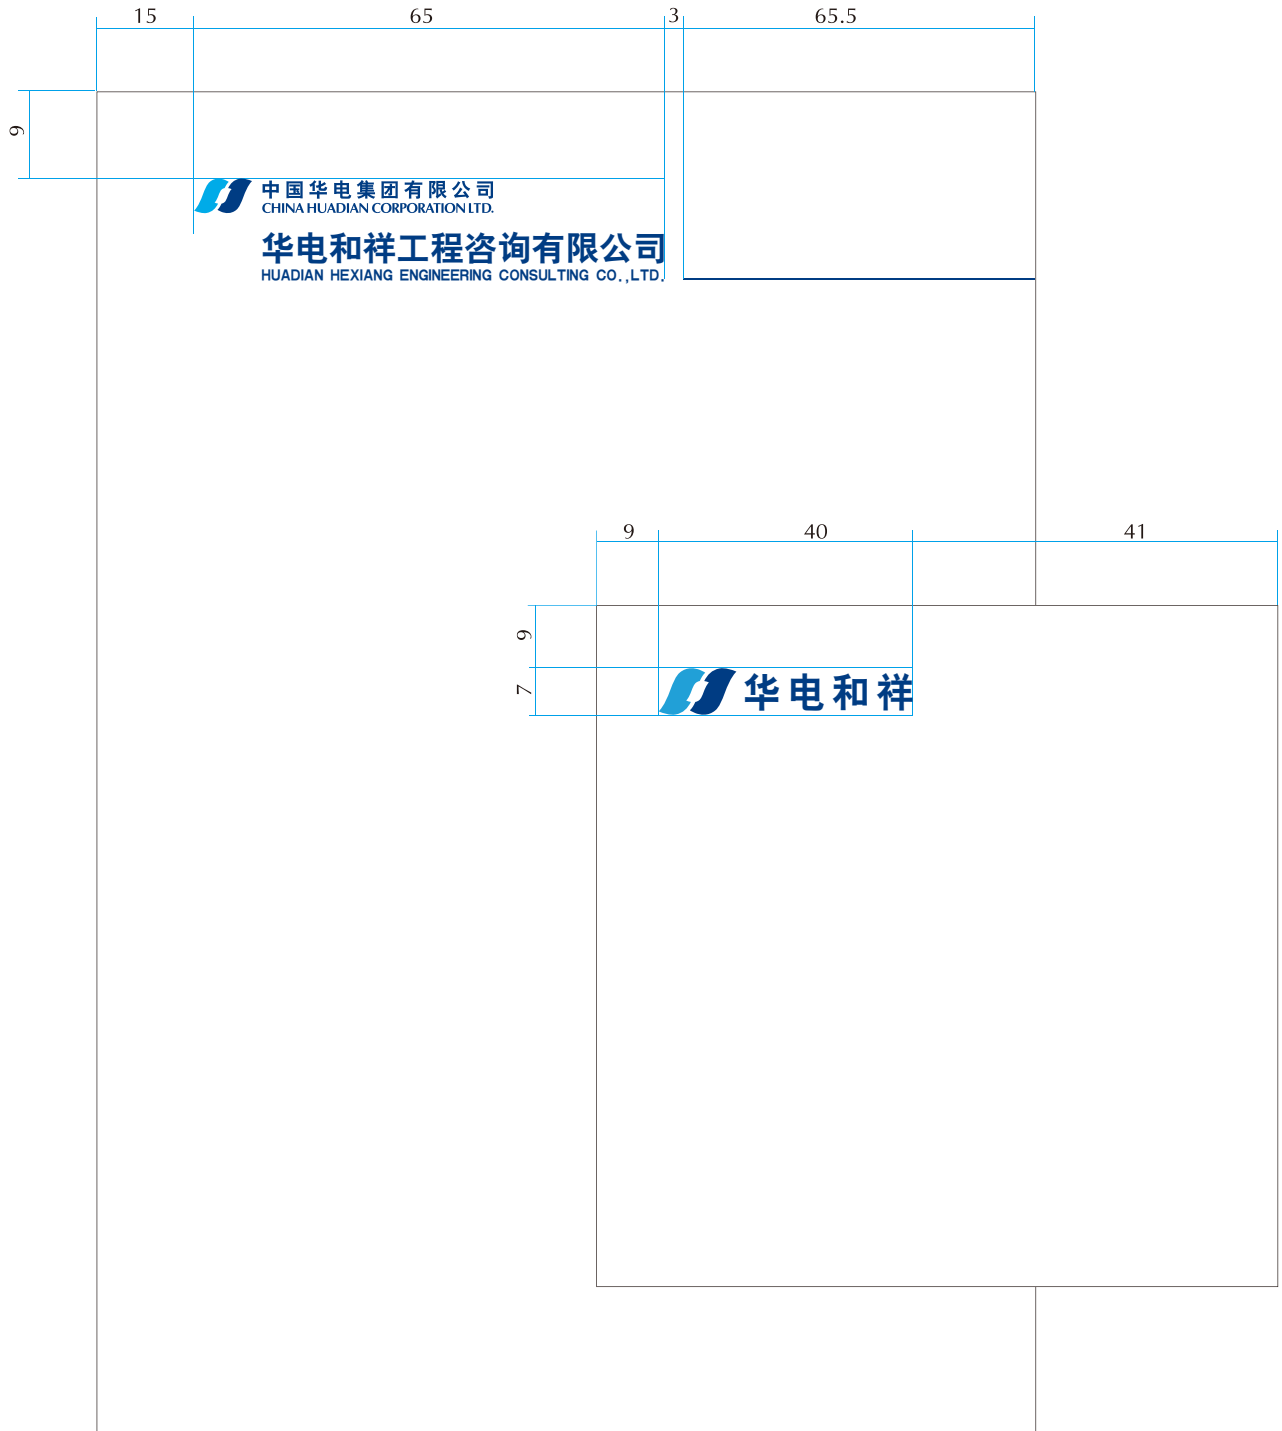 15 65 3 65.5
9
中国华电集团有限公司
CHINA HUADIAN CORPORATION LTD.
华电和祥工程咨询有限公司
HUADIAN HEXIANG ENGINEERING CONSULTING CO.,LTD.
9 40 41
9
7
华电和祥